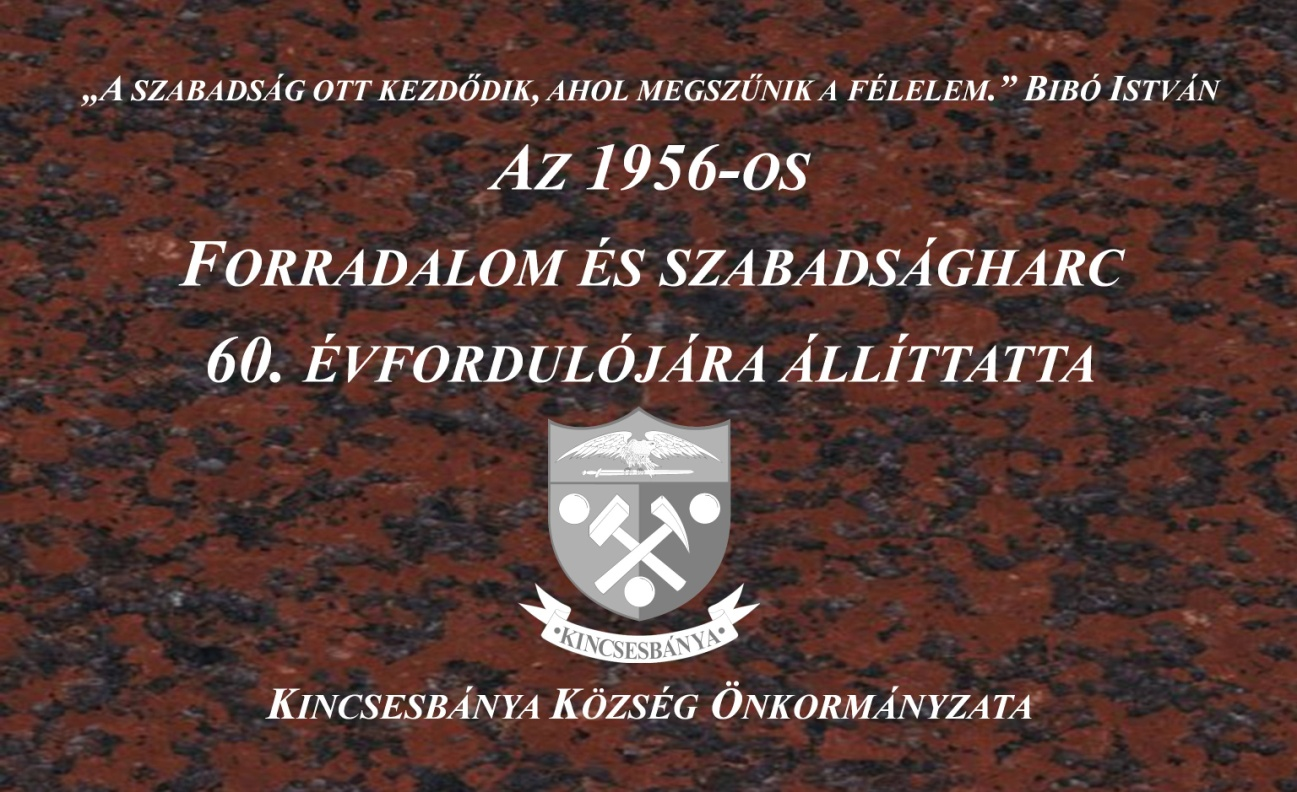 „A SZABADSÁG OTT KEZDŐDIK, AHOL MEGSZŰNIK A FÉLELEM.” BIBÓ ISTVÁN
AZ 1956-OS
FORRADALOM ÉS SZABADSÁGHARC
60. ÉVFORDULÓJÁRA ÁLLÍTTATTA
•KINCSESBÁNYA•
KINCSESBÁNYA KÖZSÉG ÖNKORMÁNYZATA